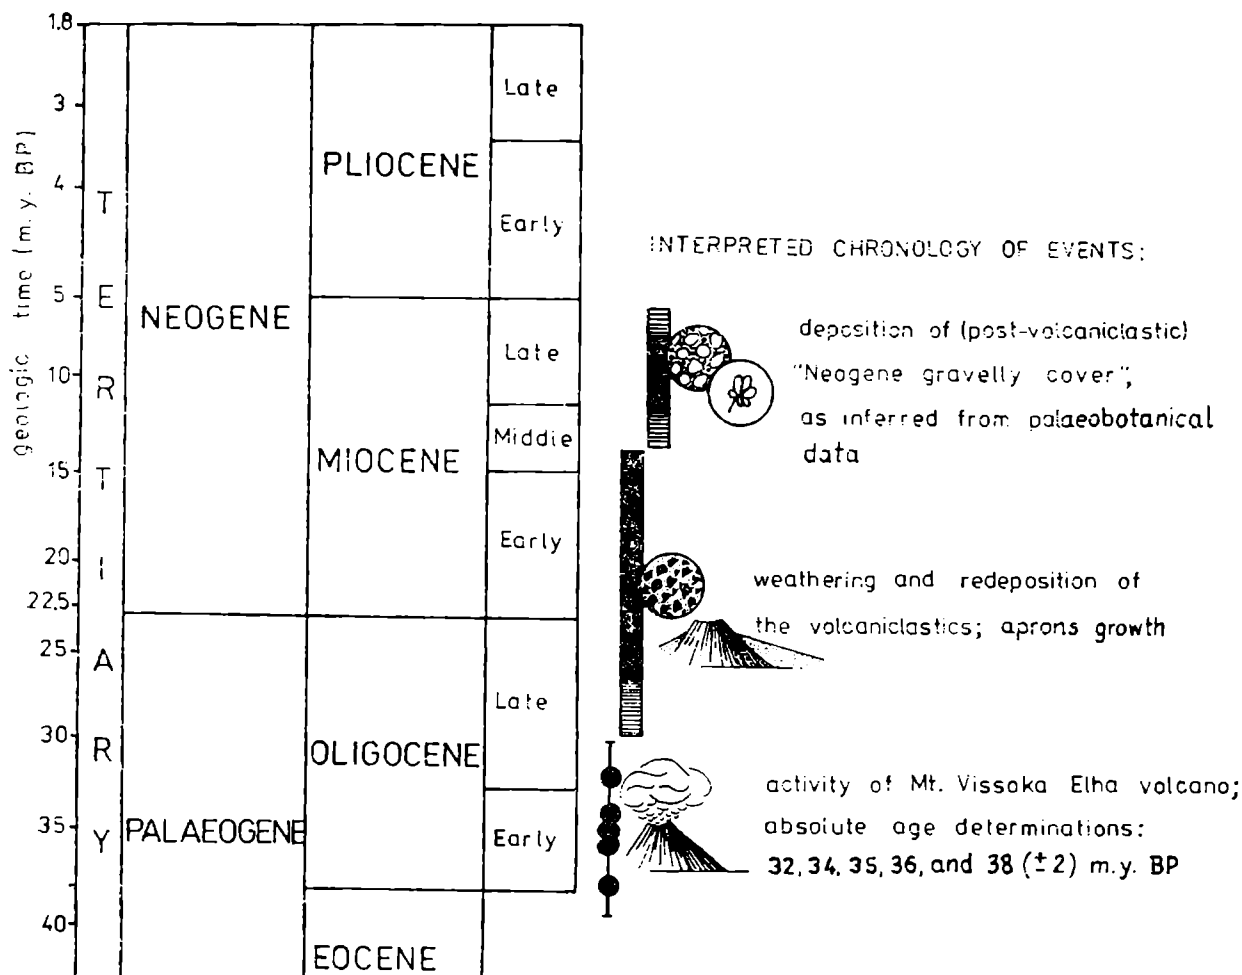 geologic time (m. y. BP)
1.8
3
4
5
10
15
20
22.5
25
30
35
40
TERTIARY
NEOGENE
PALAEOGENE
PLIOCENE
MIOCENE
OLIGOCENE
EOCENE
Late
Early
Late
Middle
Early
Late
Early
INTERPRETED CHRONOLOGY OF EVENTS:
deposition of (post-volcaniclastic)
"Neogene gravelly cover",
as inferred from palaeobotanical
data
weathering and redeposition of
the volcaniclastics; aprons growth
activity of Mt. Vissoka Elha volcano;
absolute age determinations:
32, 34, 35, 36, and 38 (±2) m.y. BP